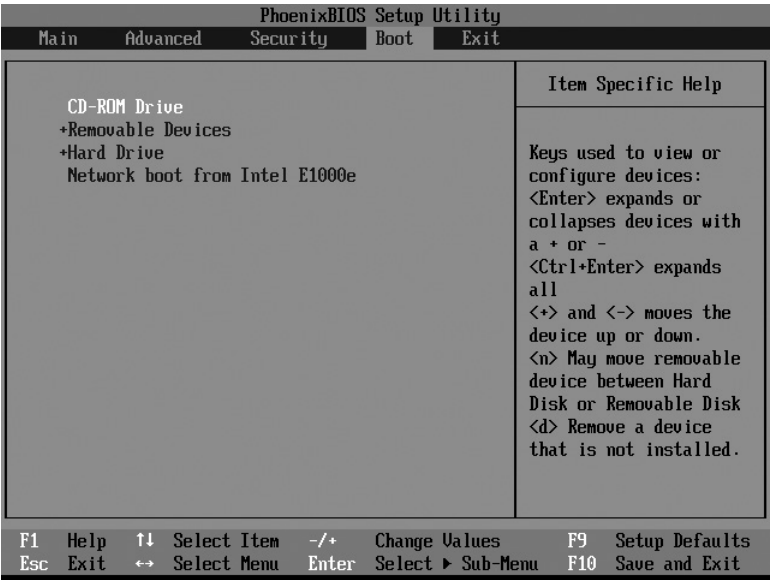 PhoenixBIOS Setup Utility
Main Advanced Security Boot Exit
CD-ROM Drive
+Removable Devices
+Hard Drive
Network boot from Intel E1000e
Item Specific Help
Keys used to view or
configure devices:
<Enter> expands or
collapses devices with
a + or -
<Ctrl+Enter> expands
all
<+> and <-> moves the
device up or down.
<n> May move removable
device between Hard
Disk or Removable Disk
<d> Remove a device
that is not installed.
F1 Help ↑↓ Select Item -/+ Change Values F9 Setup Defaults
Esc Exit ↔ Select Menu Enter Select ▶ Sub-Menu F10 Save and Exit